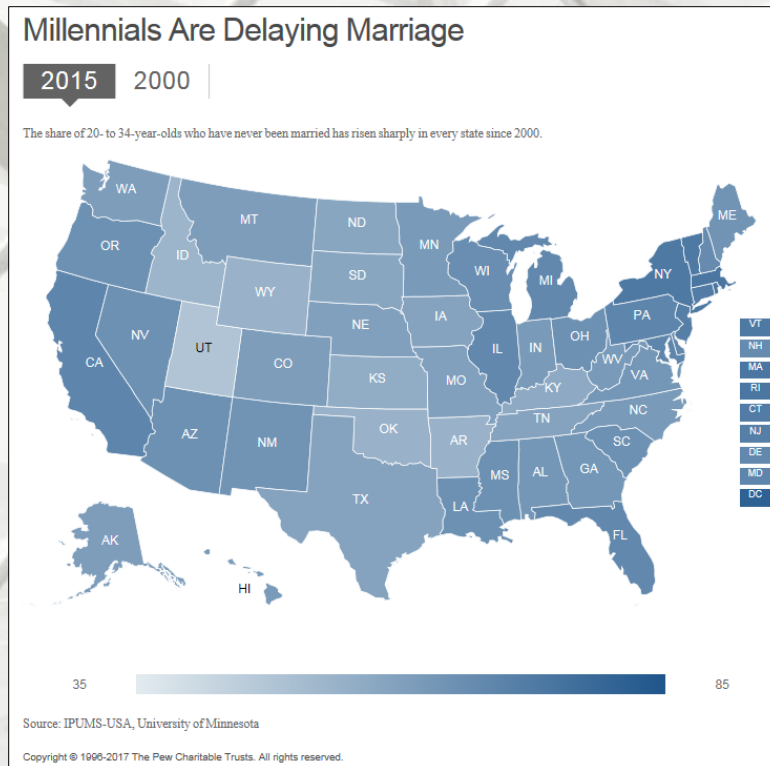 Millennials Are Delaying Marriage
2015 2000
The share of 20- to 34-year-olds who have never been married has risen sharply in every state since 2000.
WA
MT
ND
MN
ME
OR
ID
SD
WI
MI
NY
WY
IA
PA
NE
NV
UT
IL
IN
OH
CA
CO
WV
VA
KS
MO
KY
NC
TN
AZ
NM
OK
AR
SC
MS
AL
GA
TX
LA
FL
AK
HI
VT
NH
MA
RI
CT
NJ
DE
MD
DC
35 85
Source: IPUMS-USA, University of Minnesota
Copyright © 1996-2017 The Pew Charitable Trusts. All rights reserved.